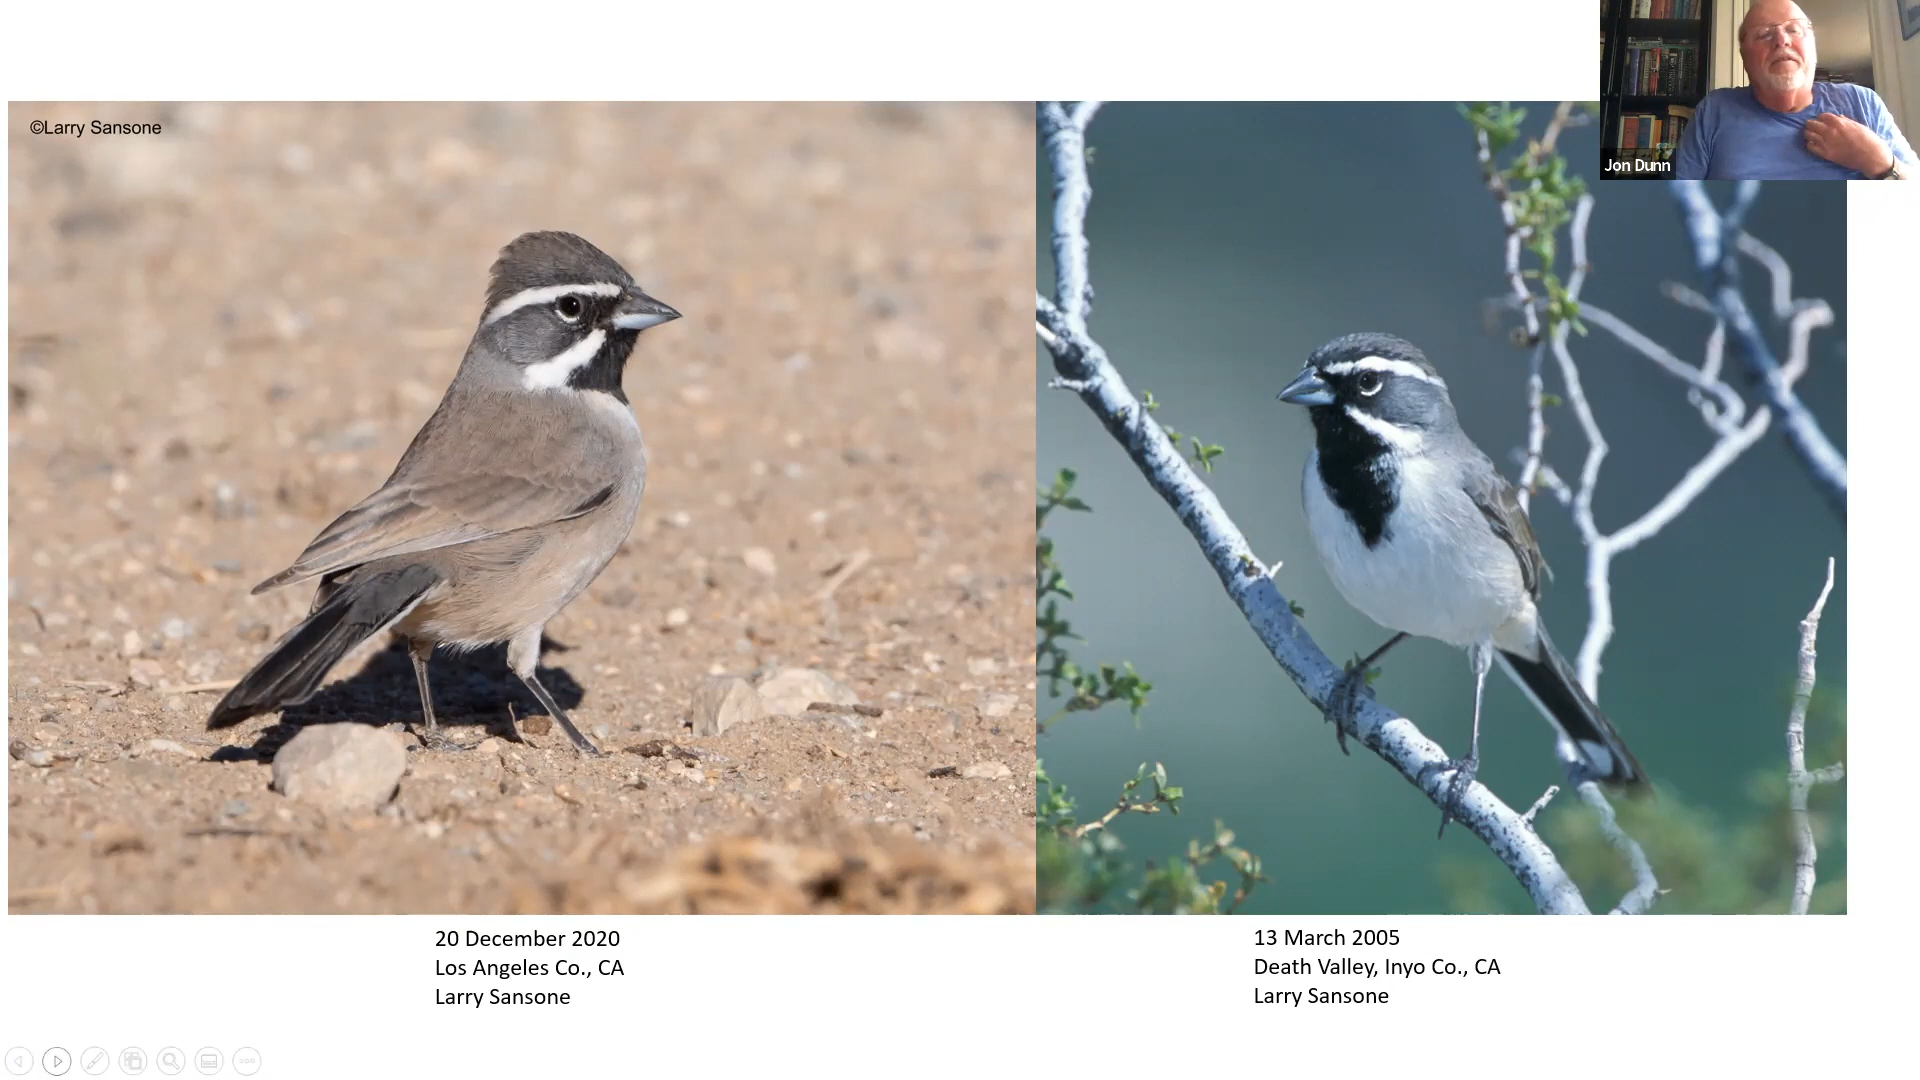 ©Larry Sansone
Jon Dunn
20 December 2020
Los Angeles Co., CA
Larry Sansone
13 March 2005
Death Valley, Inyo Co., CA
Larry Sansone